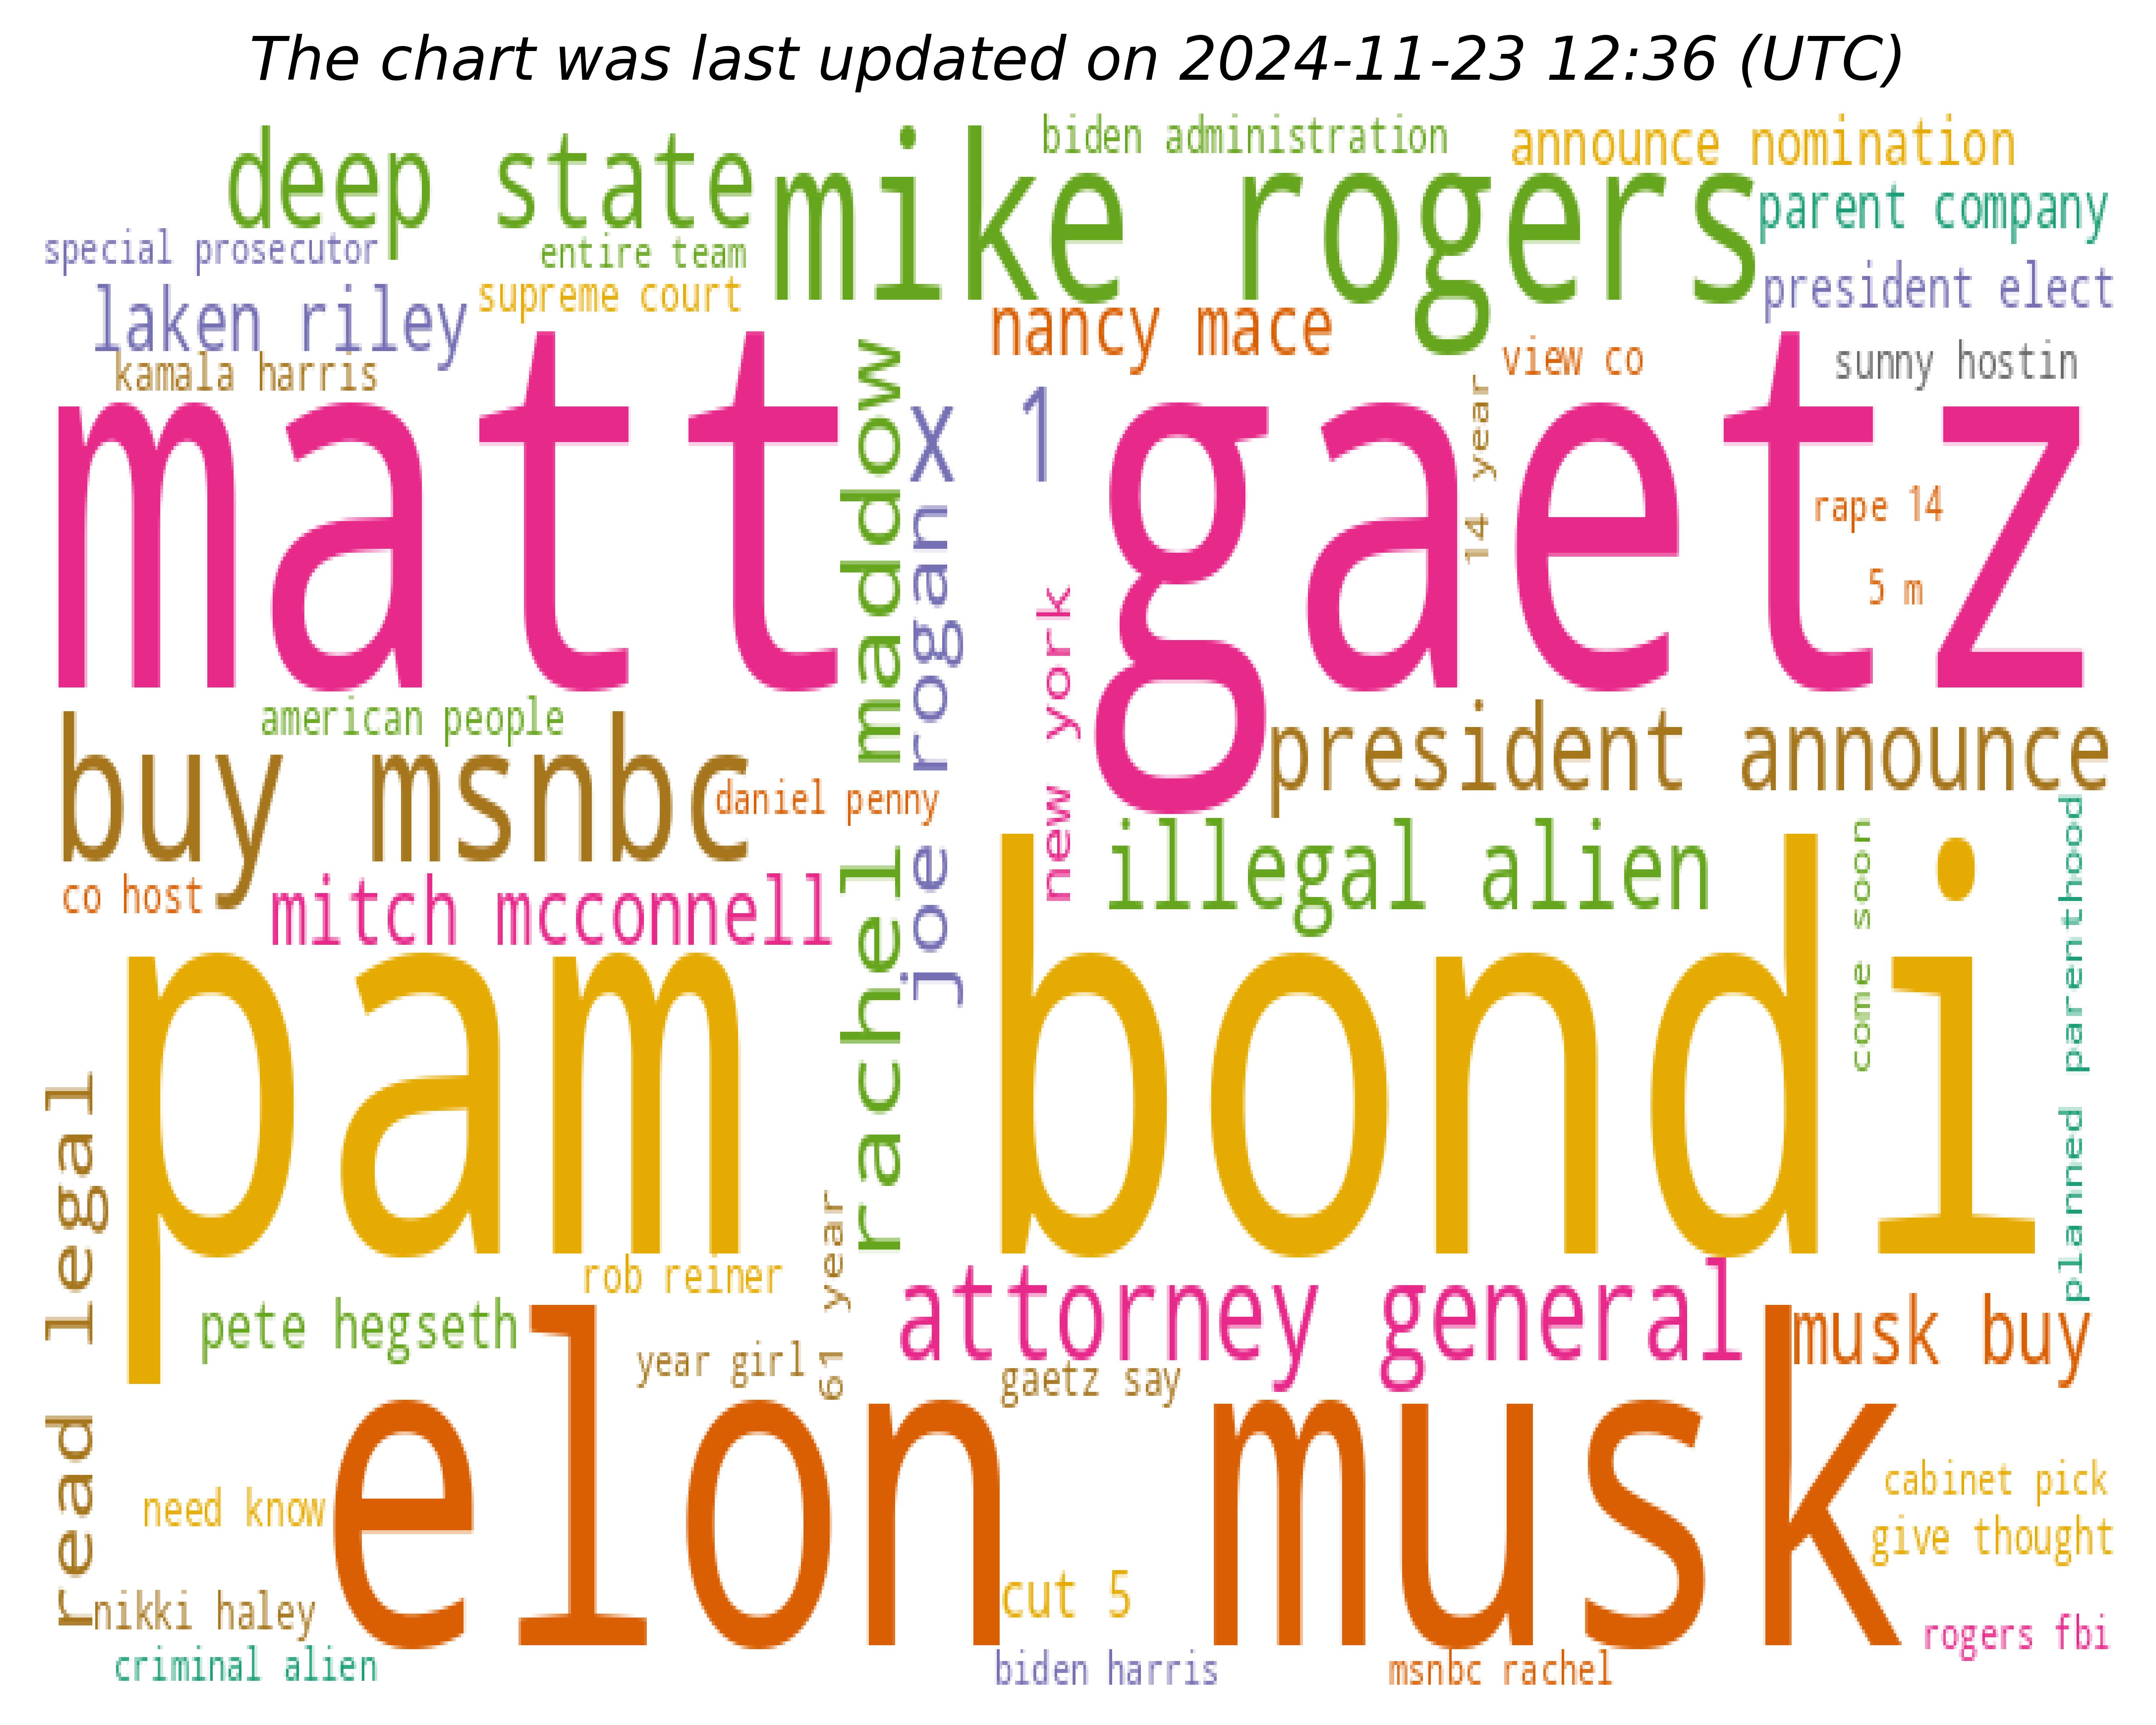 The chart was last updated on 2024-11-23 12:36 (UTC)
biden administration
announce nomination
deep state
mike rogers
parent company
special prosecutor
entire team
president elect
supreme court
laken riley
nancy mace
view co
sunny hostin
kamala harris
matt gaetz
rachel maddow
x 1
joe rogan
14 year
rape 14
5 m
new york
american people
buy msnbc
president announce
daniel penny
illegal alien
come soon
planned parenthood
co host
mitch mcconnell
pam bondi
read legal
rob reiner
61 year
attorney general
pete hegseth
musk buy
year girl
gaetz say
elon musk
need know
cabinet pick
give thought
cut 5
nikki haley
rogers fbi
criminal alien
biden harris
msnbc rachel